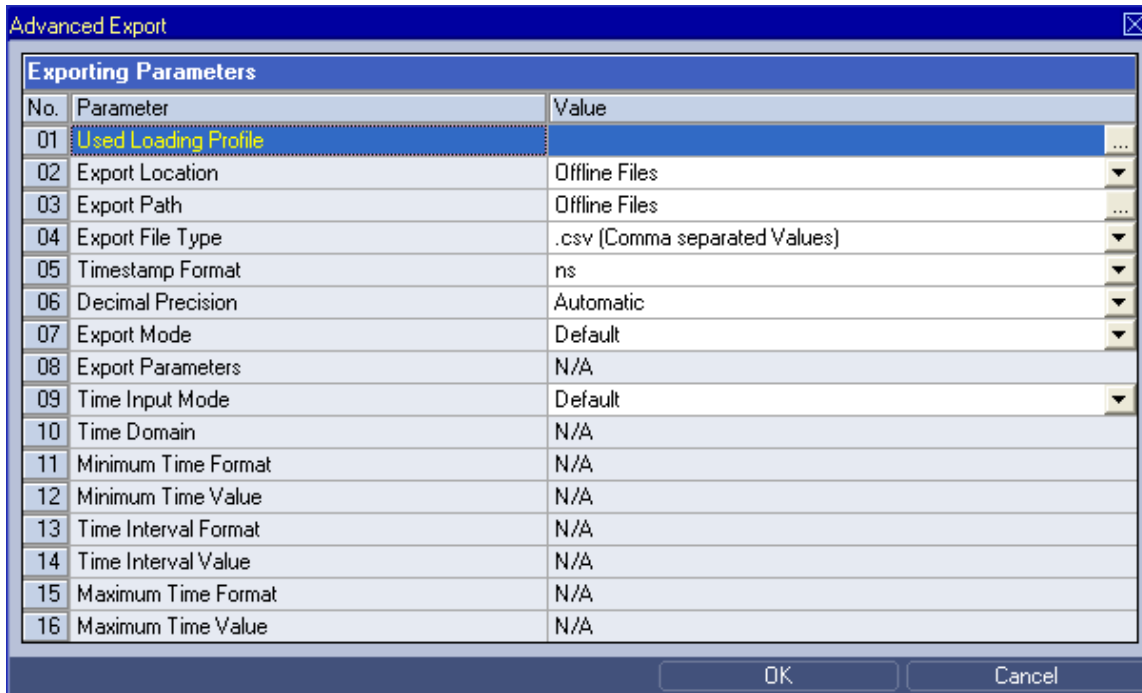 Advanced Export
Exporting Parameters
No. Parameter Value
01 Used Loading Profile ...
02 Export Location Offline Files
03 Export Path Offline Files ...
04 Export File Type .csv (Comma separated Values)
05 Timestamp Format ns
06 Decimal Precision Automatic
07 Export Mode Default
08 Export Parameters N/A
09 Time Input Mode Default
10 Time Domain N/A
11 Minimum Time Format N/A
12 Minimum Time Value N/A
13 Time Interval Format N/A
14 Time Interval Value N/A
15 Maximum Time Format N/A
16 Maximum Time Value N/A
OK Cancel